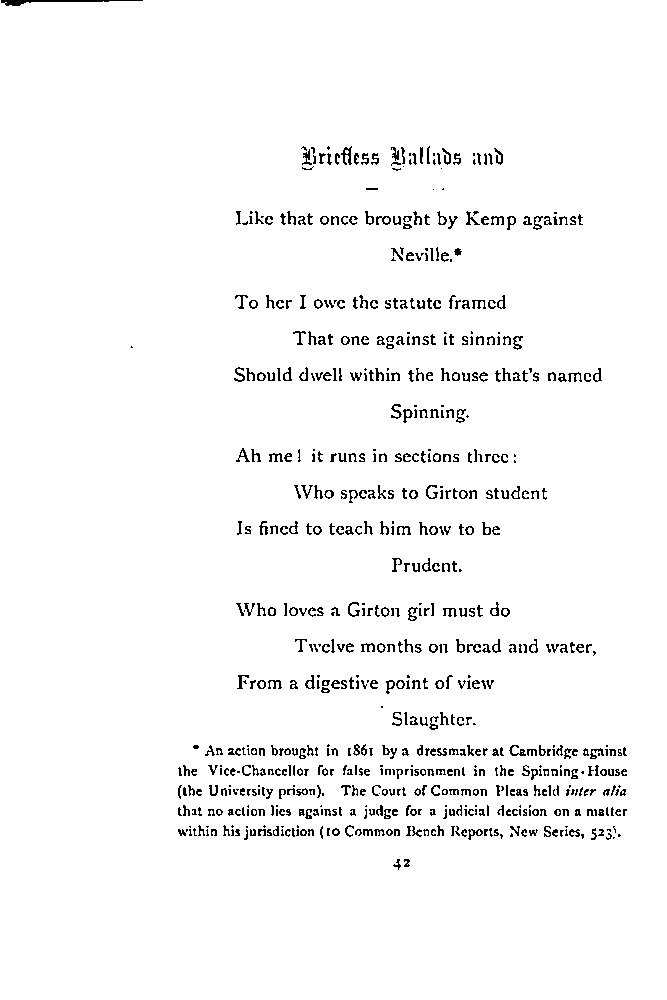 Briefless Ballads and
Like that once brought by Kemp against
Neville.*
To her I owe the statute framed
That one against it sinning
Should dwell within the house that's named
Spinning.
Ah me! it runs in sections three:
Who speaks to Girton student
Is fined to teach him how to be
Prudent.
Who loves a Girton girl must do
Twelve months on bread and water,
From a digestive point of view
Slaughter.
* An action brought in 1861 by a dressmaker at Cambridge against
the Vice-Chancellor for false imprisonment in the Spinning-House
(the University prison). The Court of Common Pleas held inter alia
that no action lies against a judge for a judicial decision on a matter
within his jurisdiction (10 Common Bench Reports, New Series, 523).
42